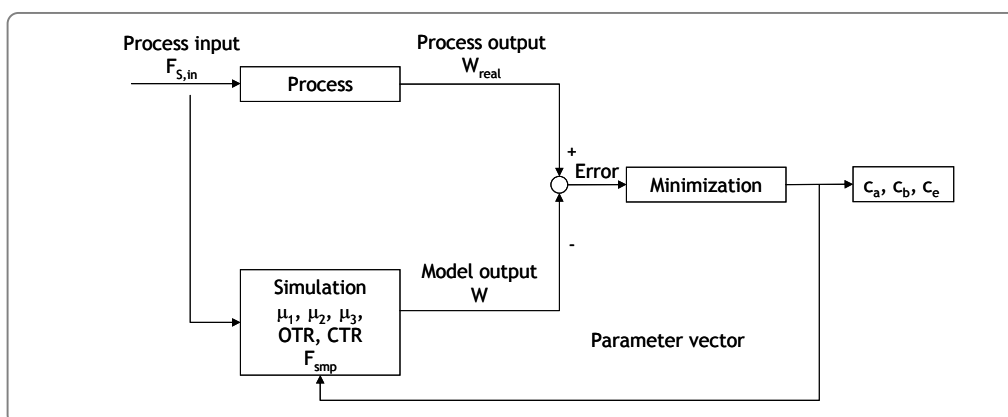 Process input
F_S,in
Process
Process output
W_real
+
Error
Minimization
c_a, c_b, c_e
-
Simulation
μ_1, μ_2, μ_3,
OTR, CTR
F_smp
Model output
W
Parameter vector